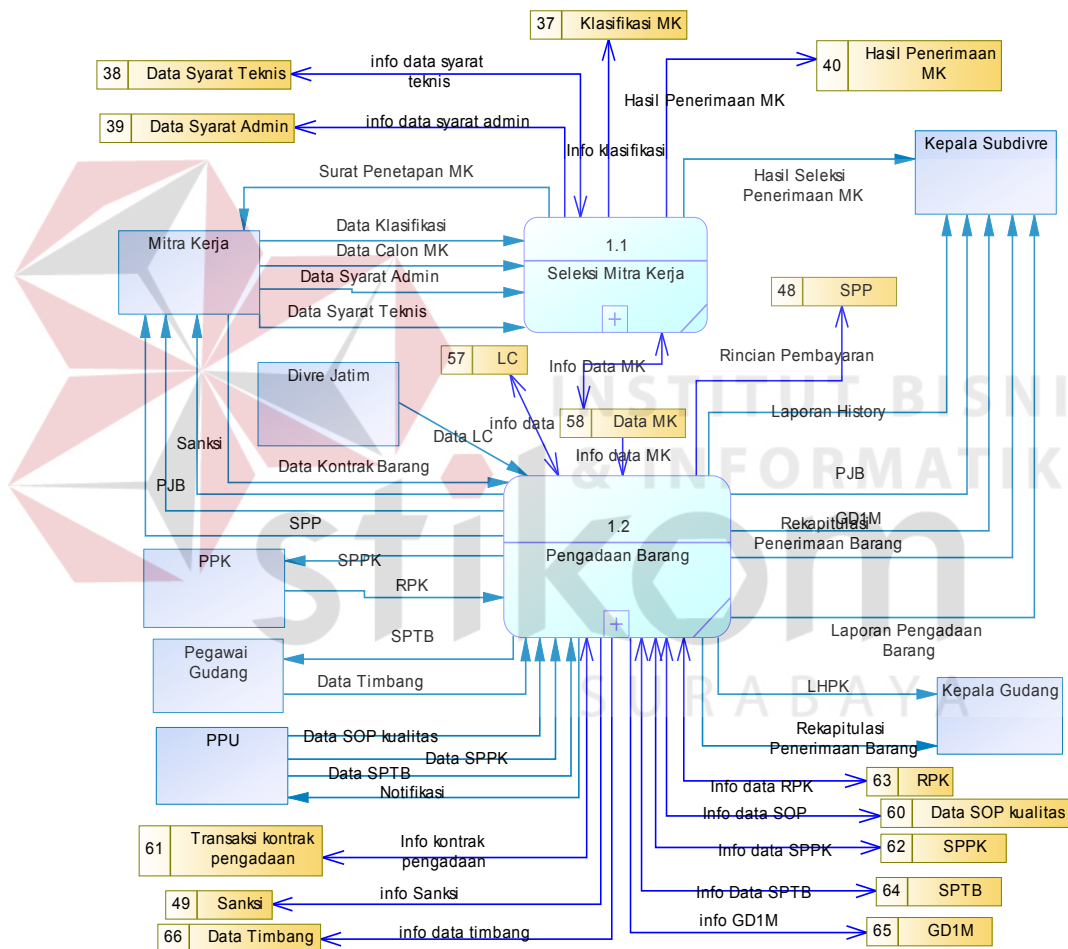 37 Klasifikasi MK
38 Data Syarat Teknis
info data syarat
teknis
40 Hasil Penerimaan
MK
Hasil Penerimaan MK
39 Data Syarat Admin
info data syarat admin
Info klasifikasi
Kepala Subdivre
Surat Penetapan MK
Hasil Seleksi
Penerimaan MK
Mitra Kerja
Data Klasifikasi
Data Calon MK
Data Syarat Admin
Data Syarat Teknis
1.1
Seleksi Mitra Kerja
48 SPP
57 LC
Info Data MK
Rincian Pembayaran
Divre Jatim
INSTITUT BISNI
58 Data MK
Laporan History
info data
Data LC
Sanksi
Info data MK
& INFORMATIK
Data Kontrak Barang
PJB
PJB
SPP
1.2
Pengadaan Barang
GD1M
Rekapitulasi
Penerimaan Barang
stikom
PPK
SPPK
RPK
SPTB
Pegawai
Gudang
Data Timbang
Laporan Pengadaan
Barang
SURABAYA
LHPK
Kepala Gudang
PPU
Data SOP kualitas
Data SPPK
Data SPTB
Notifikasi
Rekapitulasi
Penerimaan Barang
Info data RPK
63 RPK
Info data SOP
60 Data SOP kualitas
61 Transaksi kontrak
pengadaan
Info kontrak
pengadaan
Info data SPPK
62 SPPK
Info Data SPTB
64 SPTB
49 Sanksi
info Sanksi
info GD1M
65 GD1M
66 Data Timbang
info data timbang